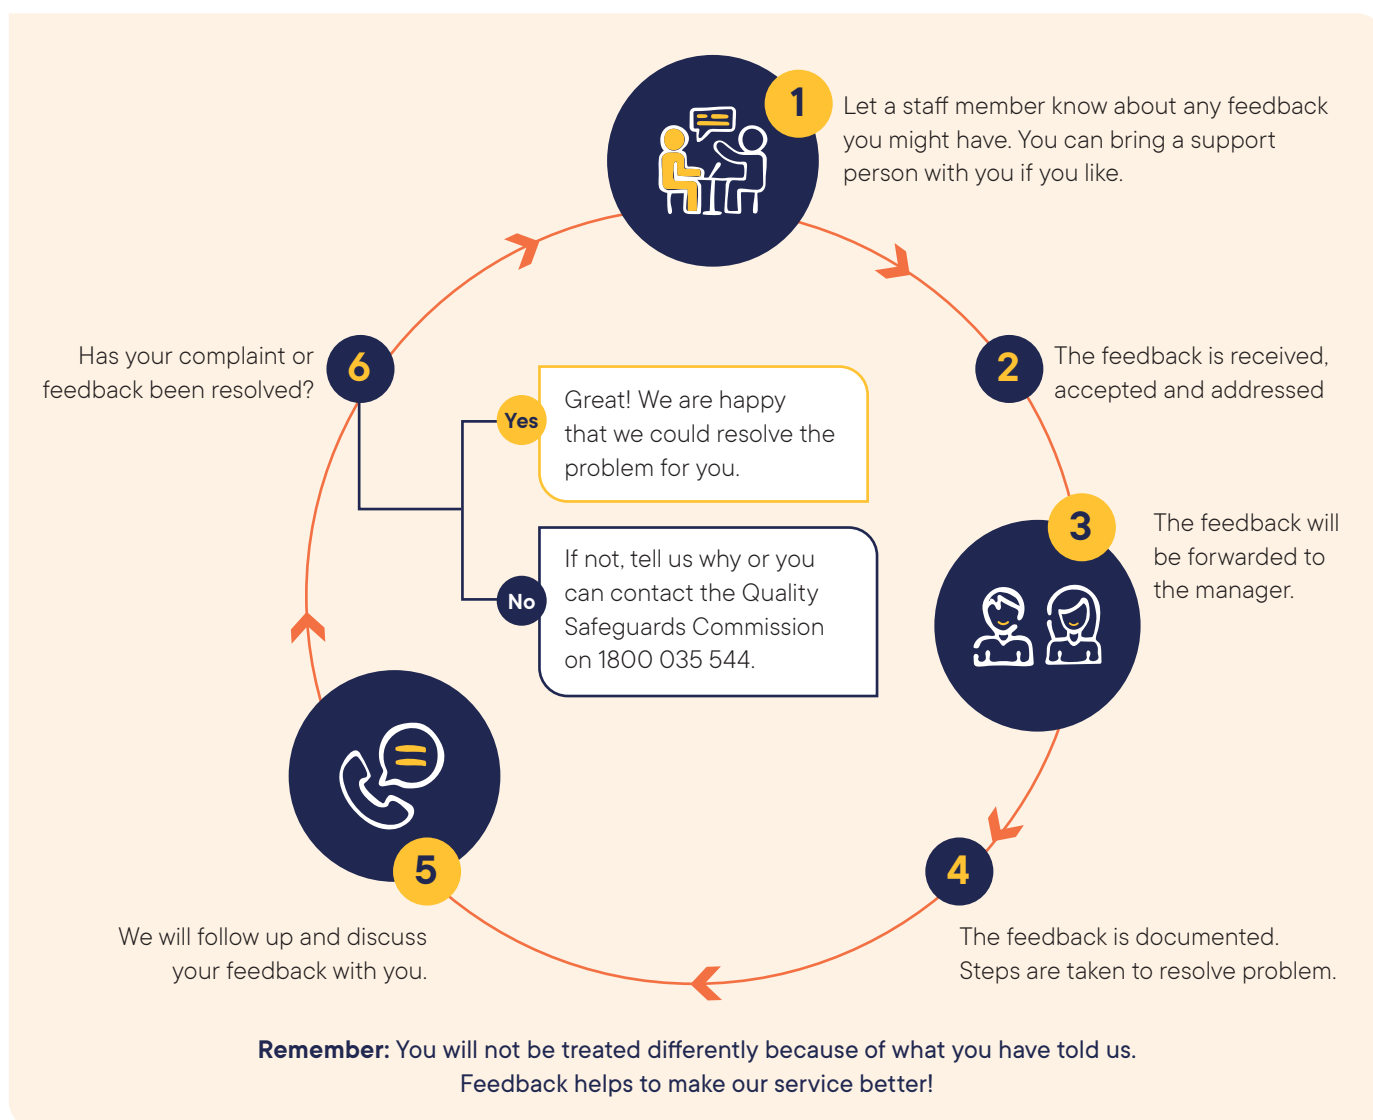 1
Let a staff member know about any feedback
you might have. You can bring a support
person with you if you like.
2
The feedback is received,
accepted and addressed
3
The feedback will
be forwarded to
the manager.
4
The feedback is documented.
Steps are taken to resolve problem.
5
We will follow up and discuss
your feedback with you.
6
Has your complaint or
feedback been resolved?
Yes
Great! We are happy
that we could resolve the
problem for you.
No
If not, tell us why or you
can contact the Quality
Safeguards Commission
on 1800 035 544.
Remember: You will not be treated differently because of what you have told us.
Feedback helps to make our service better!